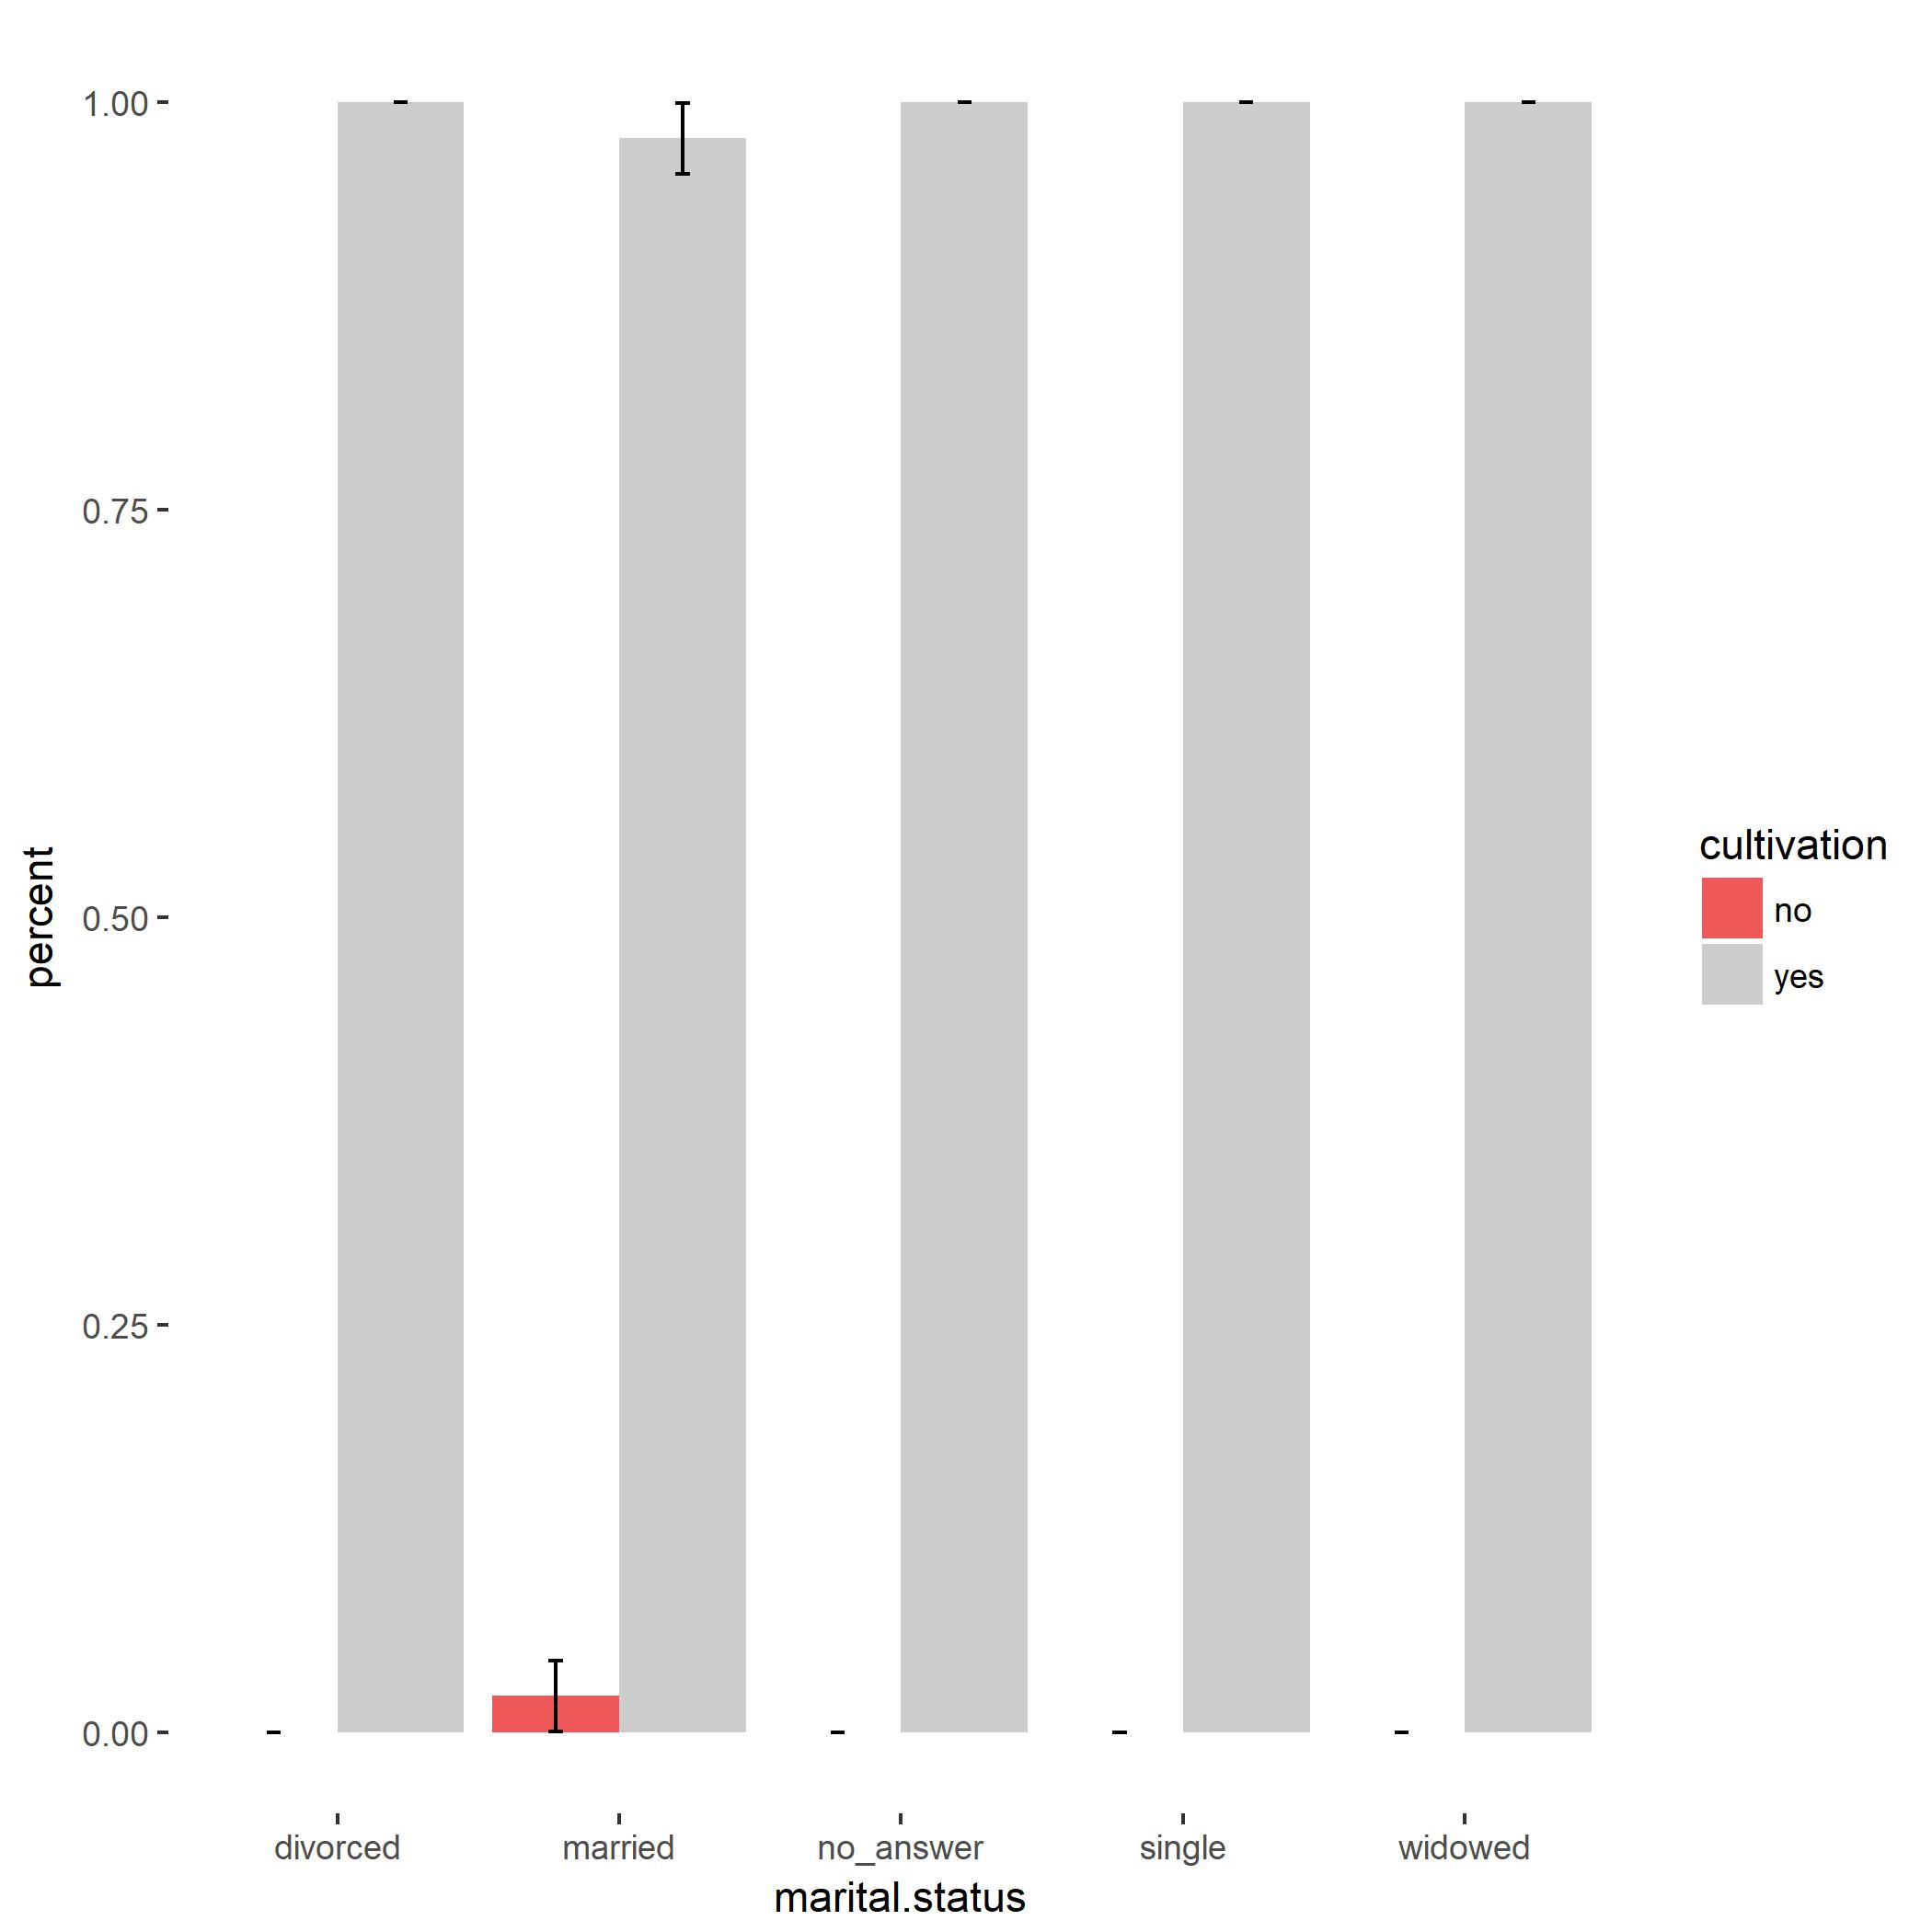 1.00
0.75
0.50
0.25
0.00
percent
divorced married no_answer single widowed
marital.status
cultivation
no
yes